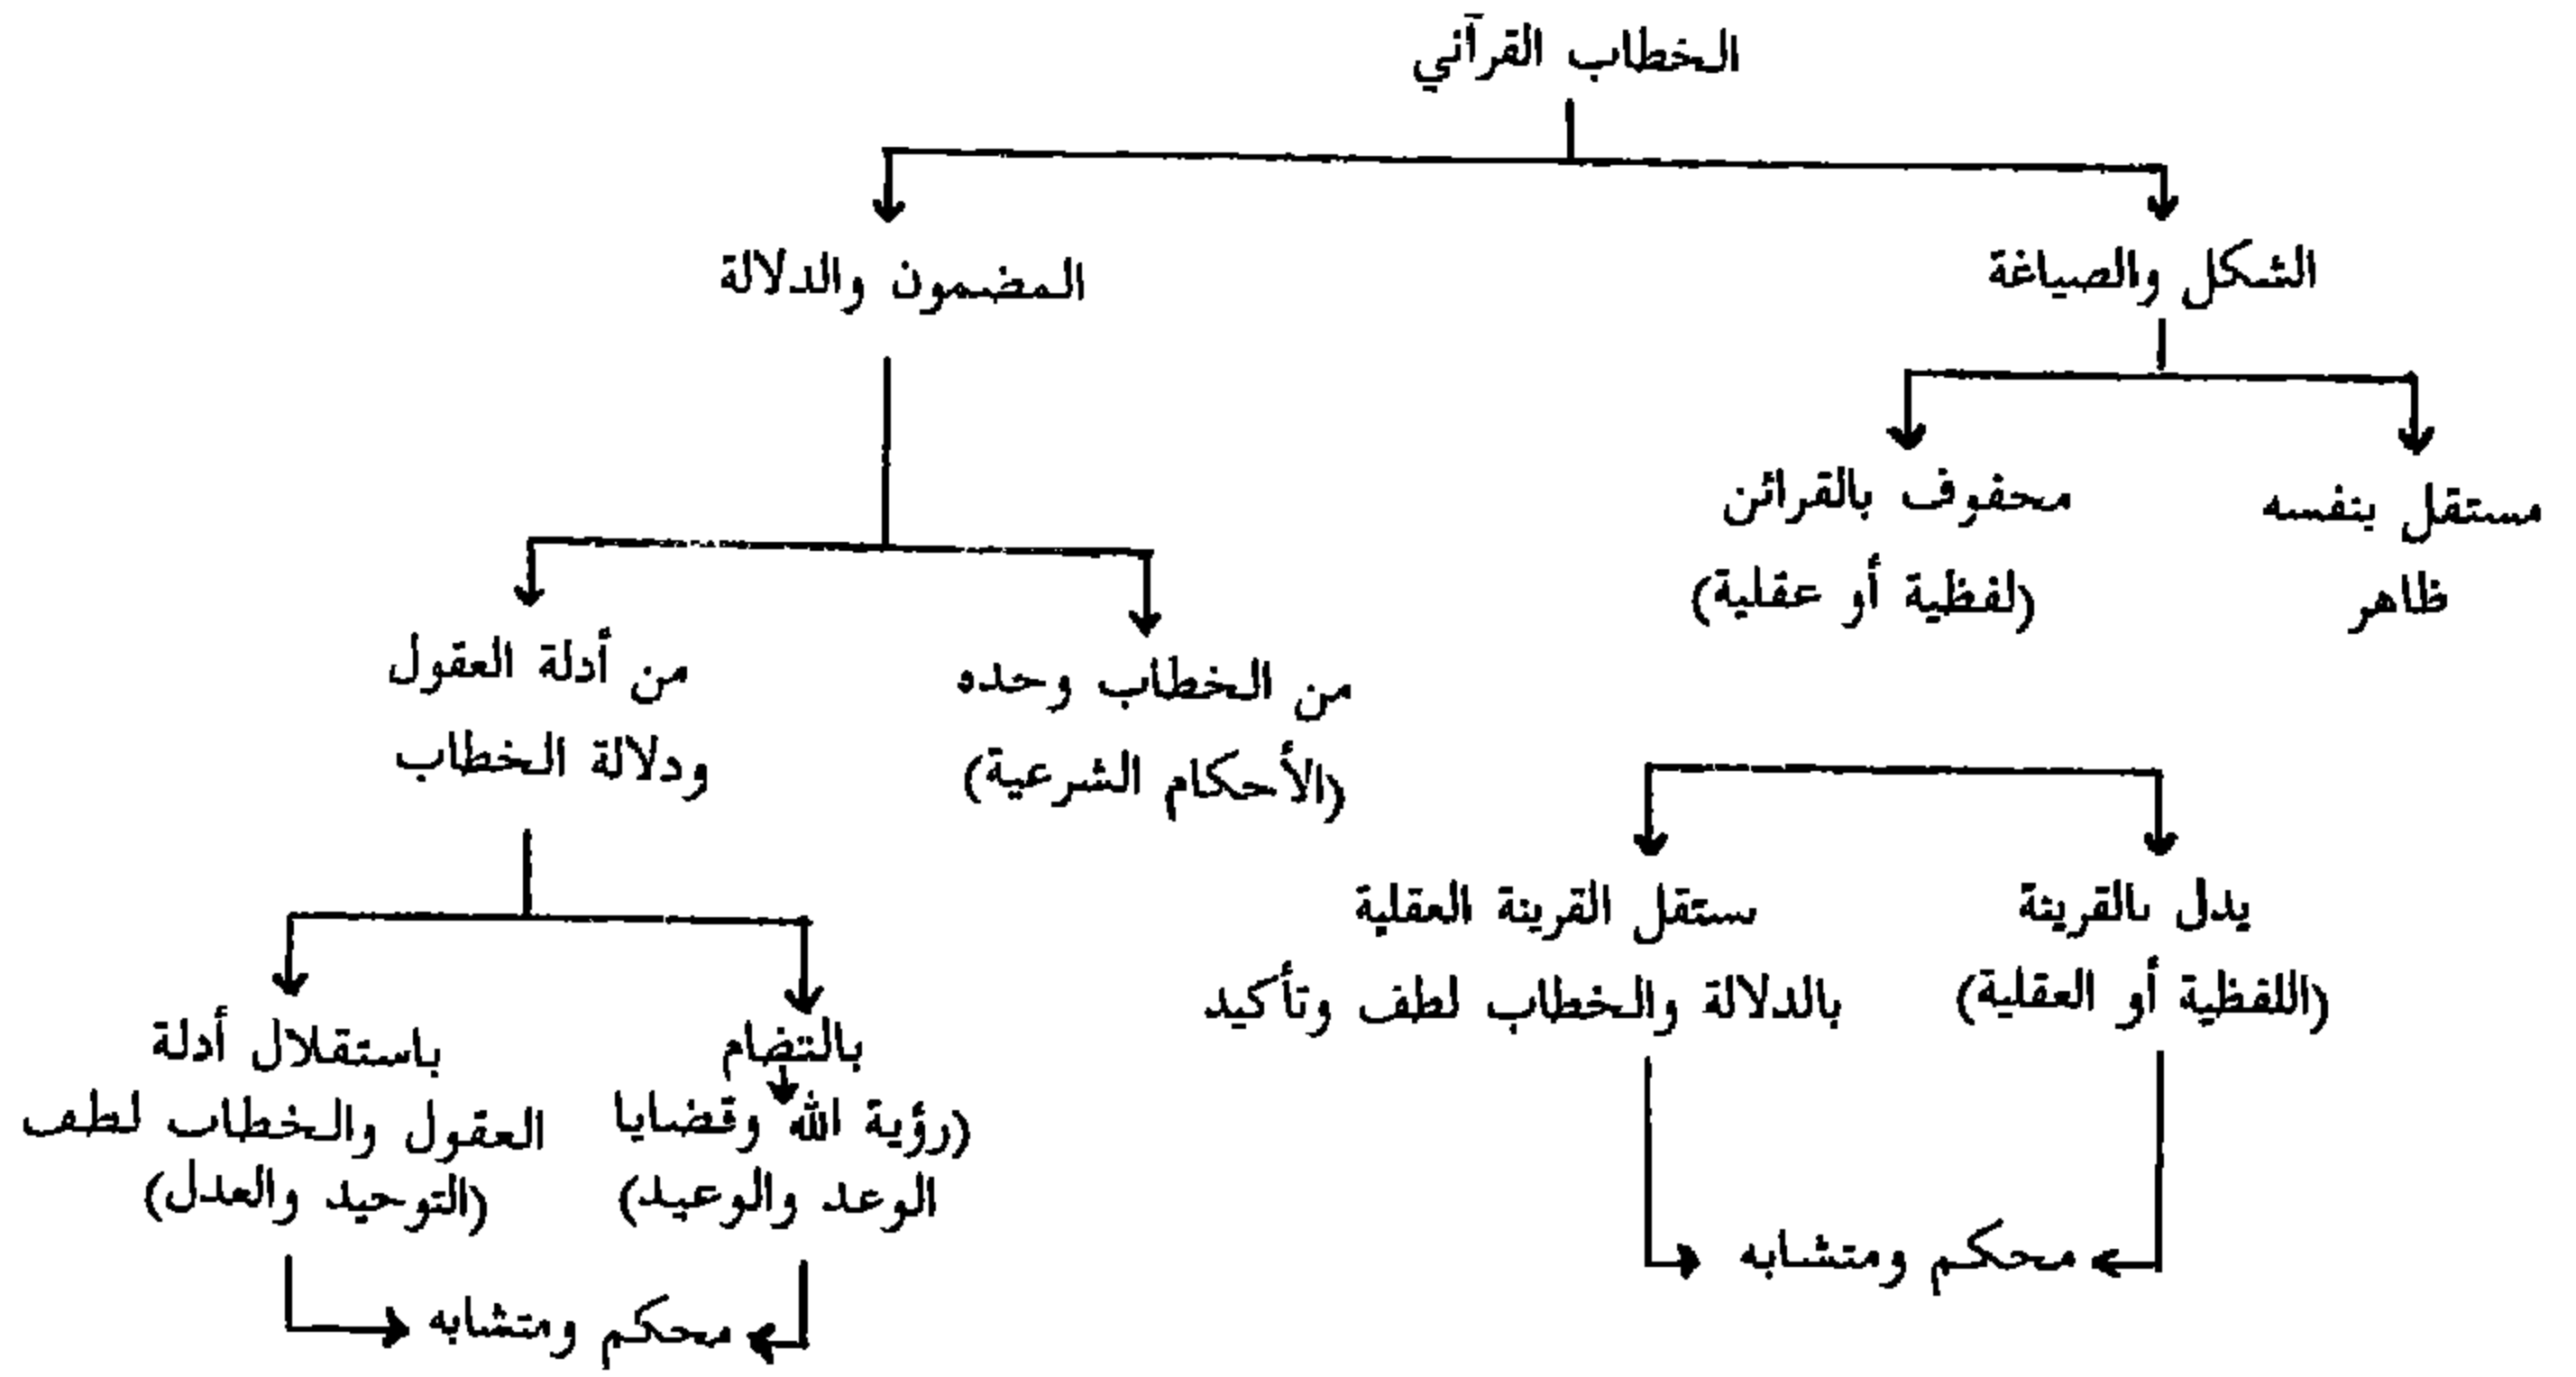 الخطاب القرآني
الشكل والصياغة
المضمون والدلالة
مستقل بنفسه
ظاهر
محفوف بالقرائن
(لفظية أو عقلية)
من الخطاب وحده
(الأحكام الشرعية)
من أدلة العقول
ودلالة الخطاب
يدل بالقرينة
(اللفظية أو العقلية)
ستقل القرينة العقلية
بالدلالة والخطاب لطف وتأكيد
محكم ومتشابه
بالتضام
(رؤية الله وقضايا
الوعد والوعيد)
باستقلال أدلة
العقول والخطاب لطف
(التوحيد والعدل)
محكم ومتشابه